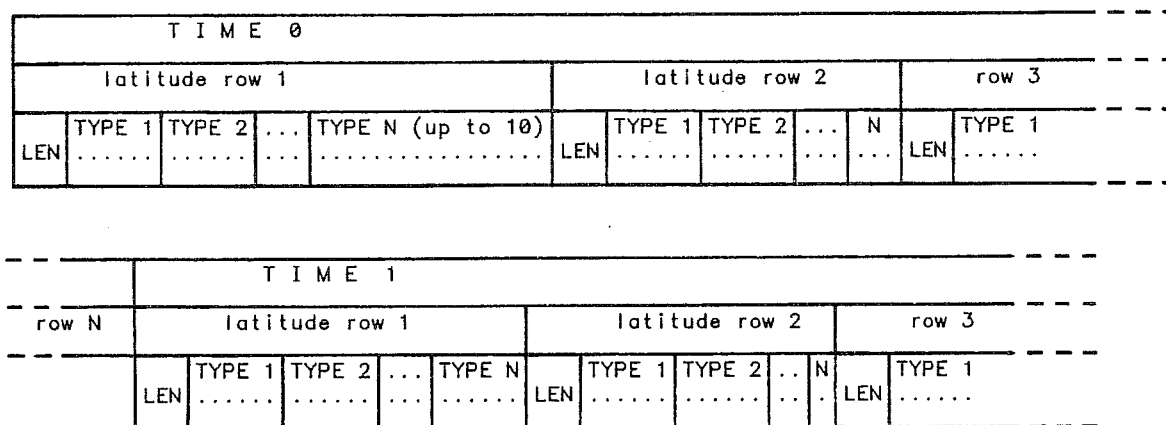 T I M E 0
latitude row 1 latitude row 2 row 3
TYPE 1 TYPE 2 ... TYPE N (up to 10) TYPE 1 TYPE 2 ... N TYPE 1
LEN ...... ...... ... ................. LEN ...... ...... ... ... LEN ......
T I M E 1
row N latitude row 1 latitude row 2 row 3
TYPE 1 TYPE 2 ... TYPE N TYPE 1 TYPE 2 .. N TYPE 1
LEN ...... ...... ... ...... LEN ...... ...... .. . LEN ......